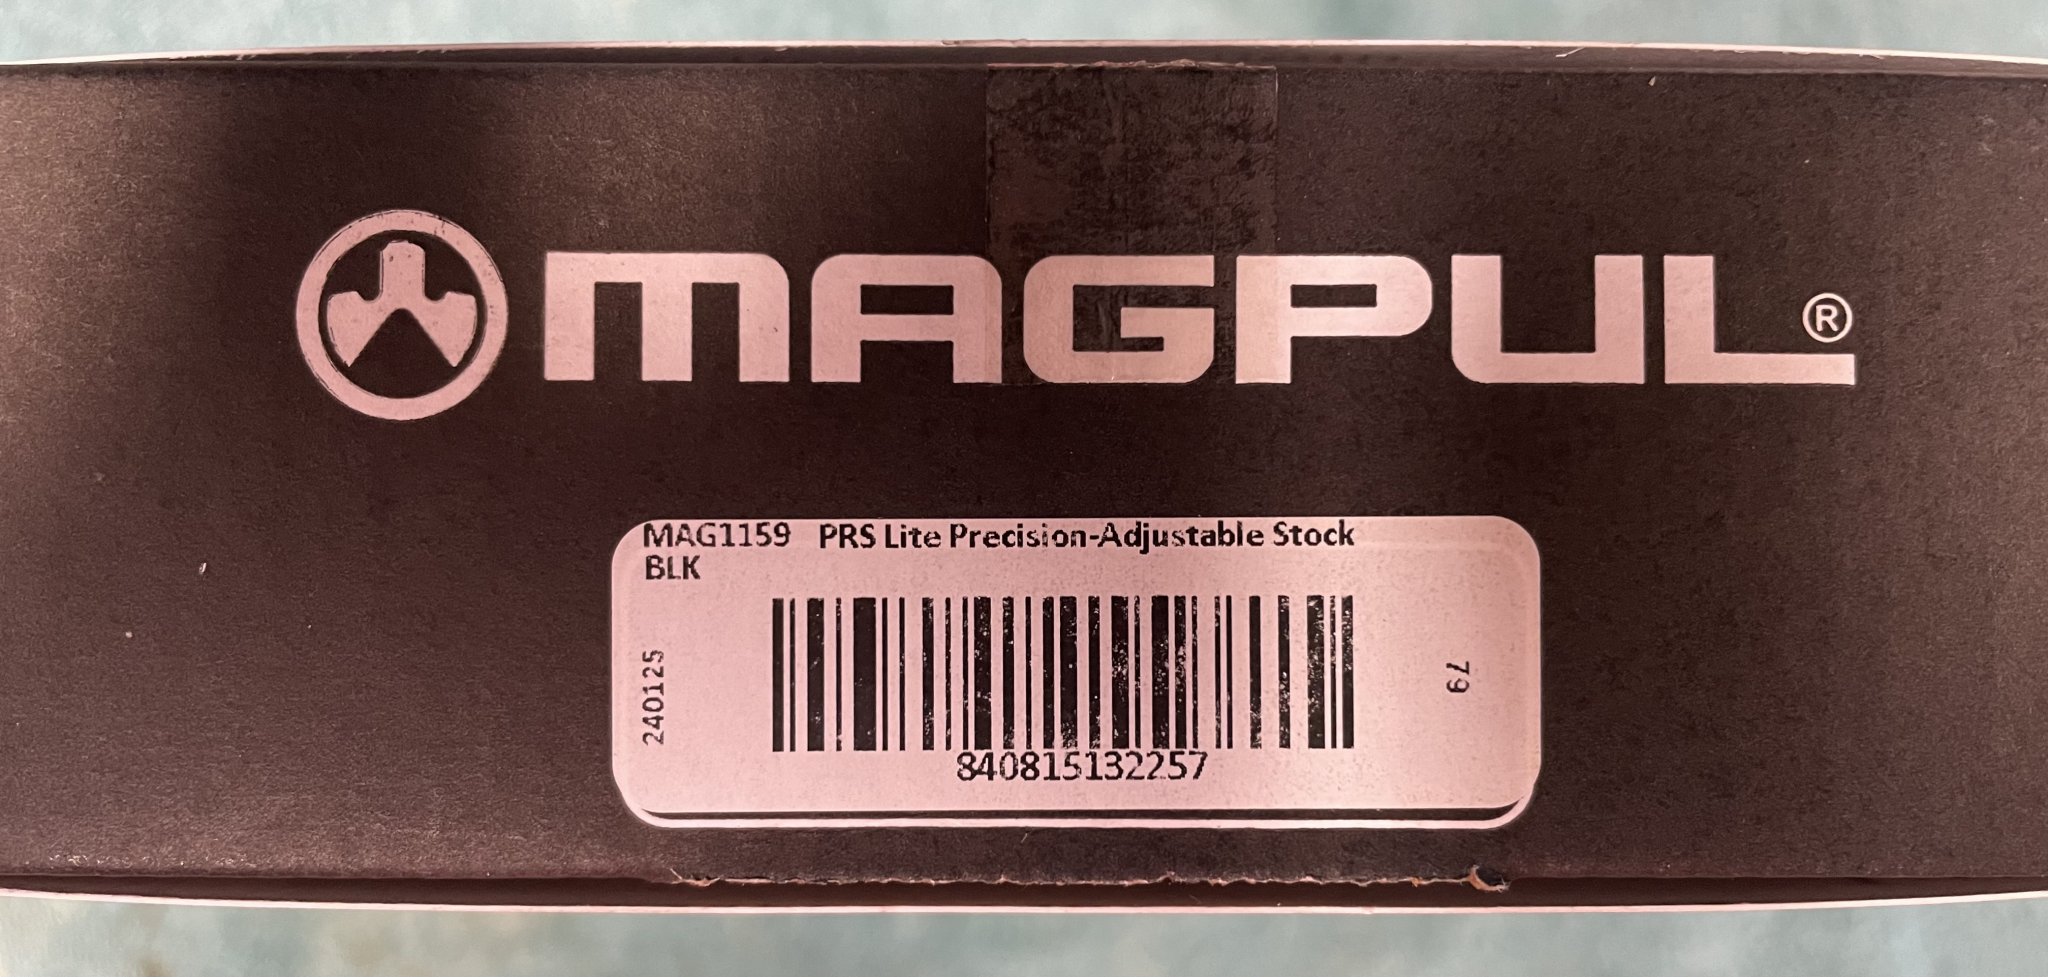 MAGPUL®
MAG1159 PRS Lite Precision-Adjustable Stock
BLK
240125
79
840815132257